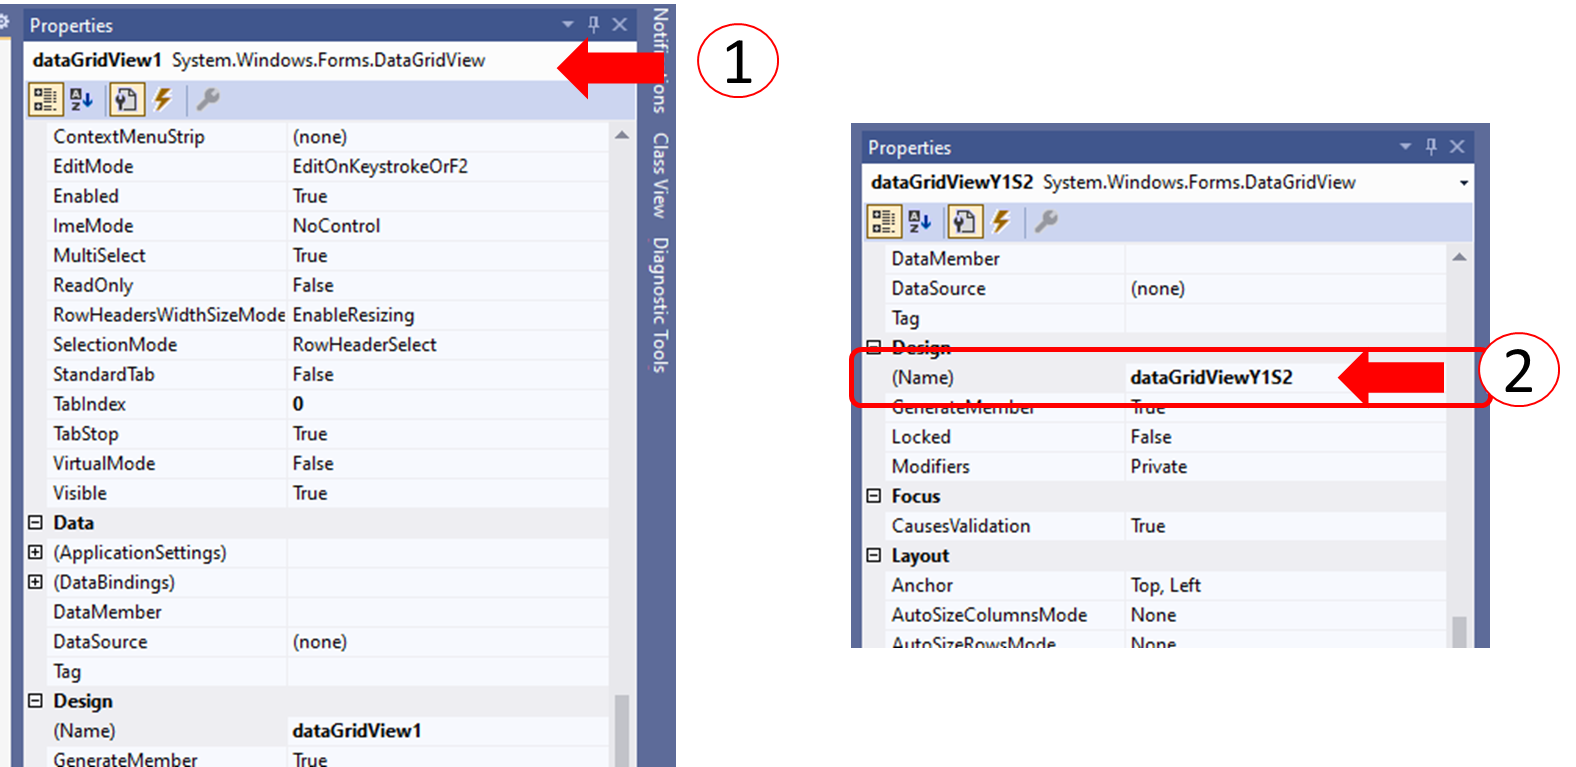 Properties
dataGridView1 System.Windows.Forms.DataGridView
ContextMenuStrip (none)
EditMode EditOnKeystrokeOrF2
Enabled True
ImeMode NoControl
MultiSelect True
ReadOnly False
RowHeadersWidthSizeMode EnableResizing
SelectionMode RowHeaderSelect
StandardTab False
TabIndex 0
TabStop True
VirtualMode False
Visible True
Data
(ApplicationSettings)
(DataBindings)
DataMember
DataSource (none)
Tag
Design
(Name) dataGridView1
GenerateMember True
Class View
Diagnostic Tools
1
Properties
dataGridViewY1S2 System.Windows.Forms.DataGridView
DataMember
DataSource (none)
Tag
Design
(Name) dataGridViewY1S2
GenerateMember True
Locked False
Modifiers Private
Focus
CausesValidation True
Layout
Anchor Top, Left
AutoSizeColumnsMode None
AutoSizeRowsMode None
2